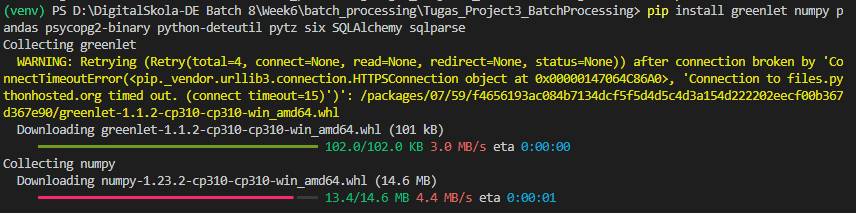 (venv) PS D:\DigitalSkola-DE Batch 8\Week6\batch_processing\Tugas_Project3_BatchProcessing> pip install greenlet numpy p
andas psycopg2-binary python-deteutil pytz six SQLAlchemy sqlparse
Collecting greenlet
  WARNING: Retrying (Retry(total=4, connect=None, read=None, redirect=None, status=None)) after connection broken by 'Co
nnectTimeoutError(<pip._vendor.urllib3.connection.HTTPSConnection object at 0x00000147064C86A0>, 'Connection to files.py
thonhosted.org timed out. (connect timeout=15)')': /packages/07/59/f4656193ac084b7134dcf5f5d4d5c4d3a154d222202eecf00b367
d367e90/greenlet-1.1.2-cp310-cp310-win_amd64.whl
  Downloading greenlet-1.1.2-cp310-cp310-win_amd64.whl (101 kB)
     102.0/102.0 KB 3.0 MB/s eta 0:00:00
Collecting numpy
  Downloading numpy-1.23.2-cp310-cp310-win_amd64.whl (14.6 MB)
     13.4/14.6 MB 4.4 MB/s eta 0:00:01